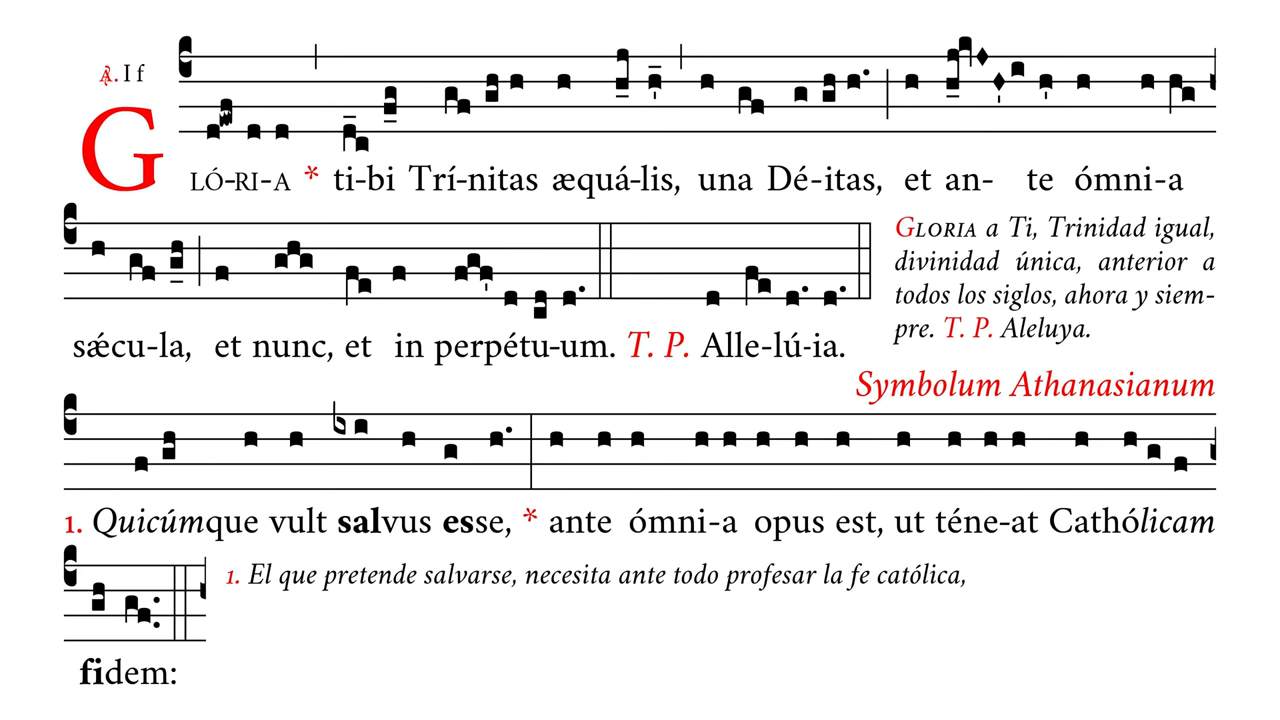 Ã. I f
GLÓ-RI-A * ti-bi Trí-nitas æquá-lis, una Dé-itas, et an- te ómni-a
sǽcu-la, et nunc, et in perpétu-um. T. P. Alle-lú-ia.
GLORIA a Ti, Trinidad igual,
divinidad única, anterior a
todos los siglos, ahora y siem-
pre. T. P. Aleluya.
Symbolum Athanasianum
1. Quicúmque vult salvus esse, * ante ómni-a opus est, ut téne-at Cathólicam
1. El que pretende salvarse, necesita ante todo profesar la fe católica,
fidem: